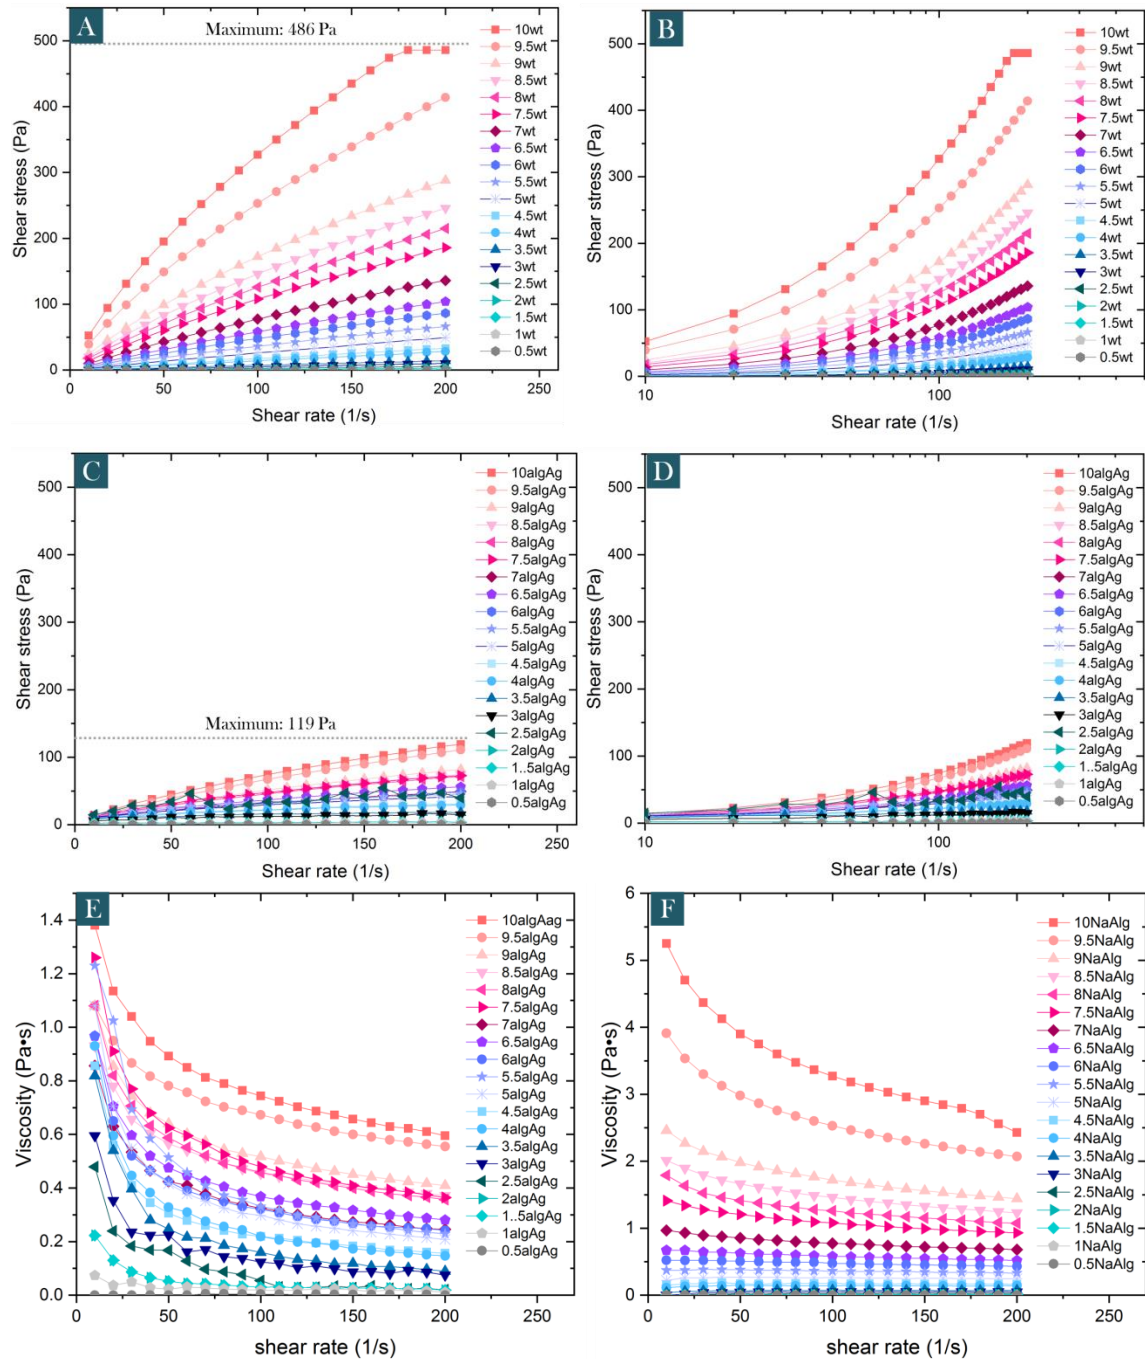 A
Maximum: 486 Pa
500
400
300
200
100
0
0
50
100
150
200
250
Shear stress (Pa)
Shear rate (1/s)
10wt
9.5wt
9wt
8.5wt
8wt
7.5wt
7wt
6.5wt
6wt
5.5wt
5wt
4.5wt
4wt
3.5wt
3wt
2.5wt
2wt
1.5wt
1wt
0.5wt
B
500
400
300
200
100
0
10
100
Shear stress (Pa)
Shear rate (1/s)
10wt
9.5wt
9wt
8.5wt
8wt
7.5wt
7wt
6.5wt
6wt
5.5wt
5wt
4.5wt
4wt
3.5wt
3wt
2.5wt
2wt
1.5wt
1wt
0.5wt
C
Maximum: 119 Pa
500
400
300
200
100
0
0
50
100
150
200
250
Shear stress (Pa)
Shear rate (1/s)
10algAg
9.5algAg
9algAg
8.5algAg
8algAg
7.5algAg
7algAg
6.5algAg
6algAg
5.5algAg
5algAg
4.5algAg
4algAg
3.5algAg
3algAg
2.5algAg
2algAg
1..5algAg
1algAg
0.5algAg
D
500
400
300
200
100
0
10
100
Shear stress (Pa)
Shear rate (1/s)
10algAg
9.5algAg
9algAg
8.5algAg
8algAg
7.5algAg
7algAg
6.5algAg
6algAg
5.5algAg
5algAg
4.5algAg
4algAg
3.5algAg
3algAg
2.5algAg
2algAg
1..5algAg
1algAg
0.5algAg
E
1.4
1.2
1.0
0.8
0.6
0.4
0.2
0.0
0
50
100
150
200
250
Viscosity (Pa•s)
shear rate (1/s)
10algAag
9.5algAg
9algAg
8.5algAg
8algAg
7.5algAg
7algAg
6.5algAg
6algAg
5.5algAg
5algAg
4.5algAg
4algAg
3.5algAg
3algAg
2.5algAg
2algAg
1..5algAg
1algAg
0.5algAg
F
6
5
4
3
2
1
0
0
50
100
150
200
250
Viscosity (Pa•s)
shear rate (1/s)
10NaAlg
9.5NaAlg
9NaAlg
8.5NaAlg
8NaAlg
7.5NaAlg
7NaAlg
6.5NaAlg
6NaAlg
5.5NaAlg
5NaAlg
4.5NaAlg
4NaAlg
3.5NaAlg
3NaAlg
2.5NaAlg
2NaAlg
1.5NaAlg
1NaAlg
0.5NaAlg